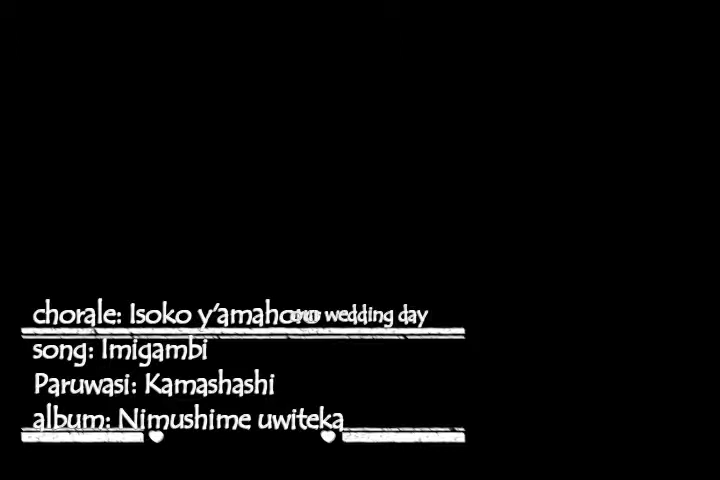 chorale: Isoko y'amahoro
our wedding day
song: Imigambi
Paruwasi: Kamashashi
album: Nimushime uwiteka